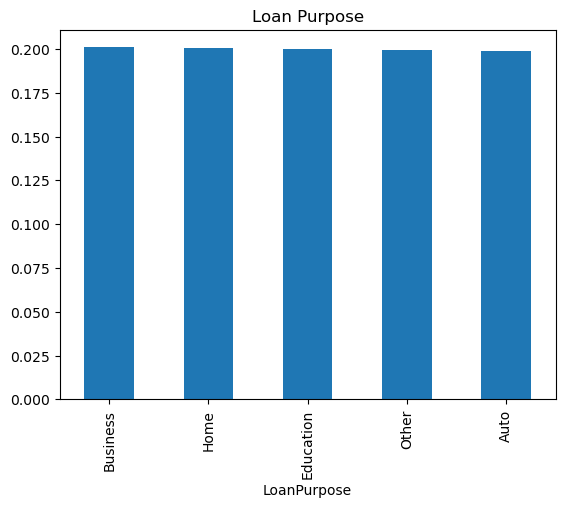 Loan Purpose
0.200
0.175
0.150
0.125
0.100
0.075
0.050
0.025
0.000
Business
Home
Education
Other
Auto
LoanPurpose